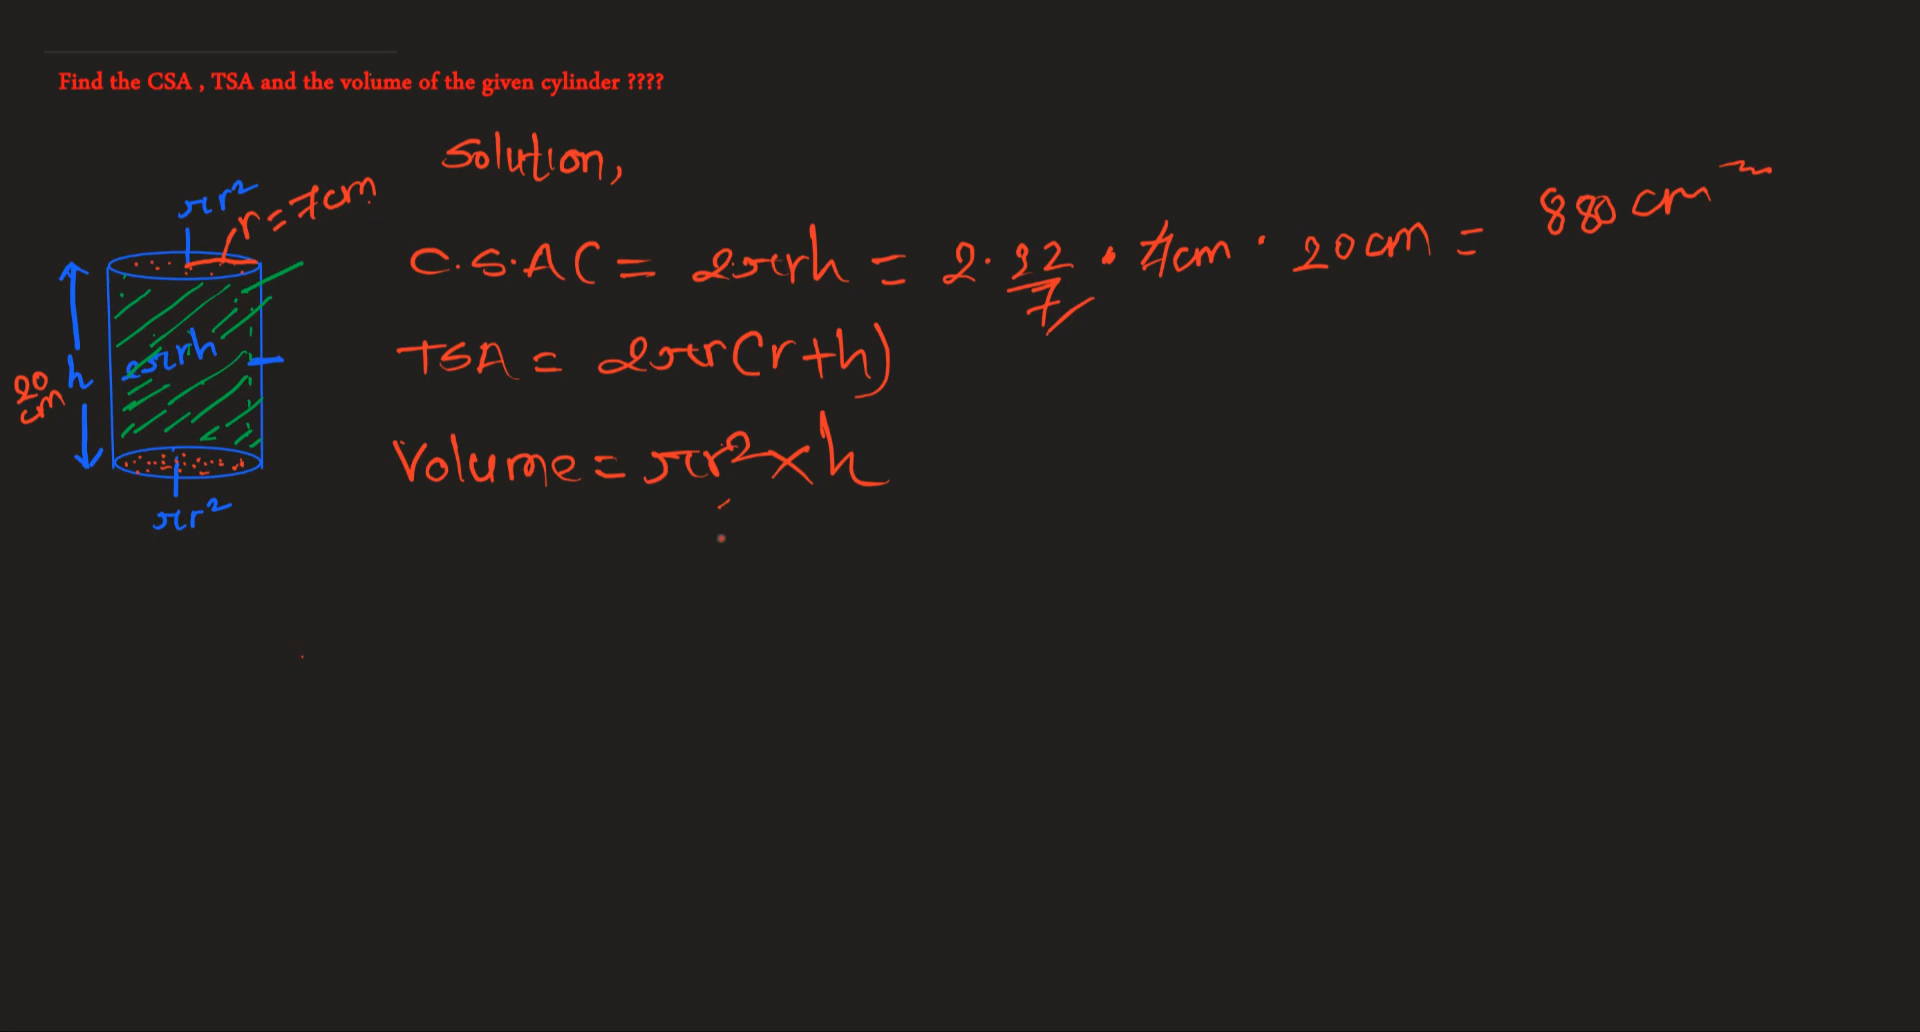 Find the CSA , TSA and the volume of the given cylinder ????
Solution,
πr²
r=7cm
C.S.AC = 2πrh = 2·22/7 · 7cm · 20cm = 880 cm²
TSA = 2πr(r+h)
2πrh
20 cm
h
Volume = πr²×h
πr²